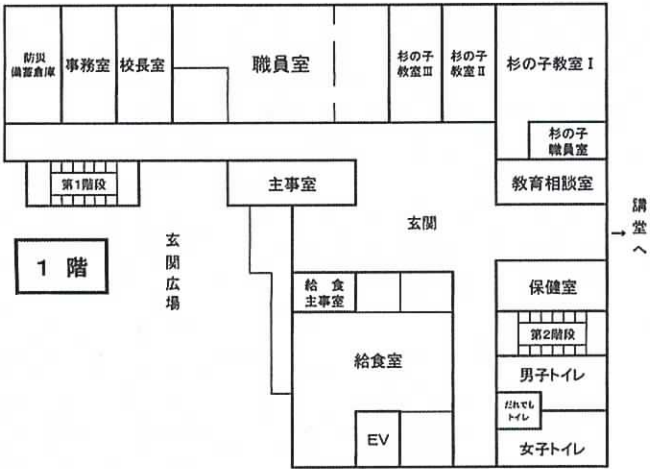 防災
備蓄倉庫
事務室
校長室
職員室
杉の子
教室Ⅲ
杉の子
教室Ⅱ
杉の子教室Ⅰ
杉の子
職員室
第1階段
主事室
教育相談室
玄関
講堂へ
→
1 階
玄関広場
給 食
主事室
保健室
第2階段
給食室
男子トイレ
だれでも
トイレ
EV
女子トイレ